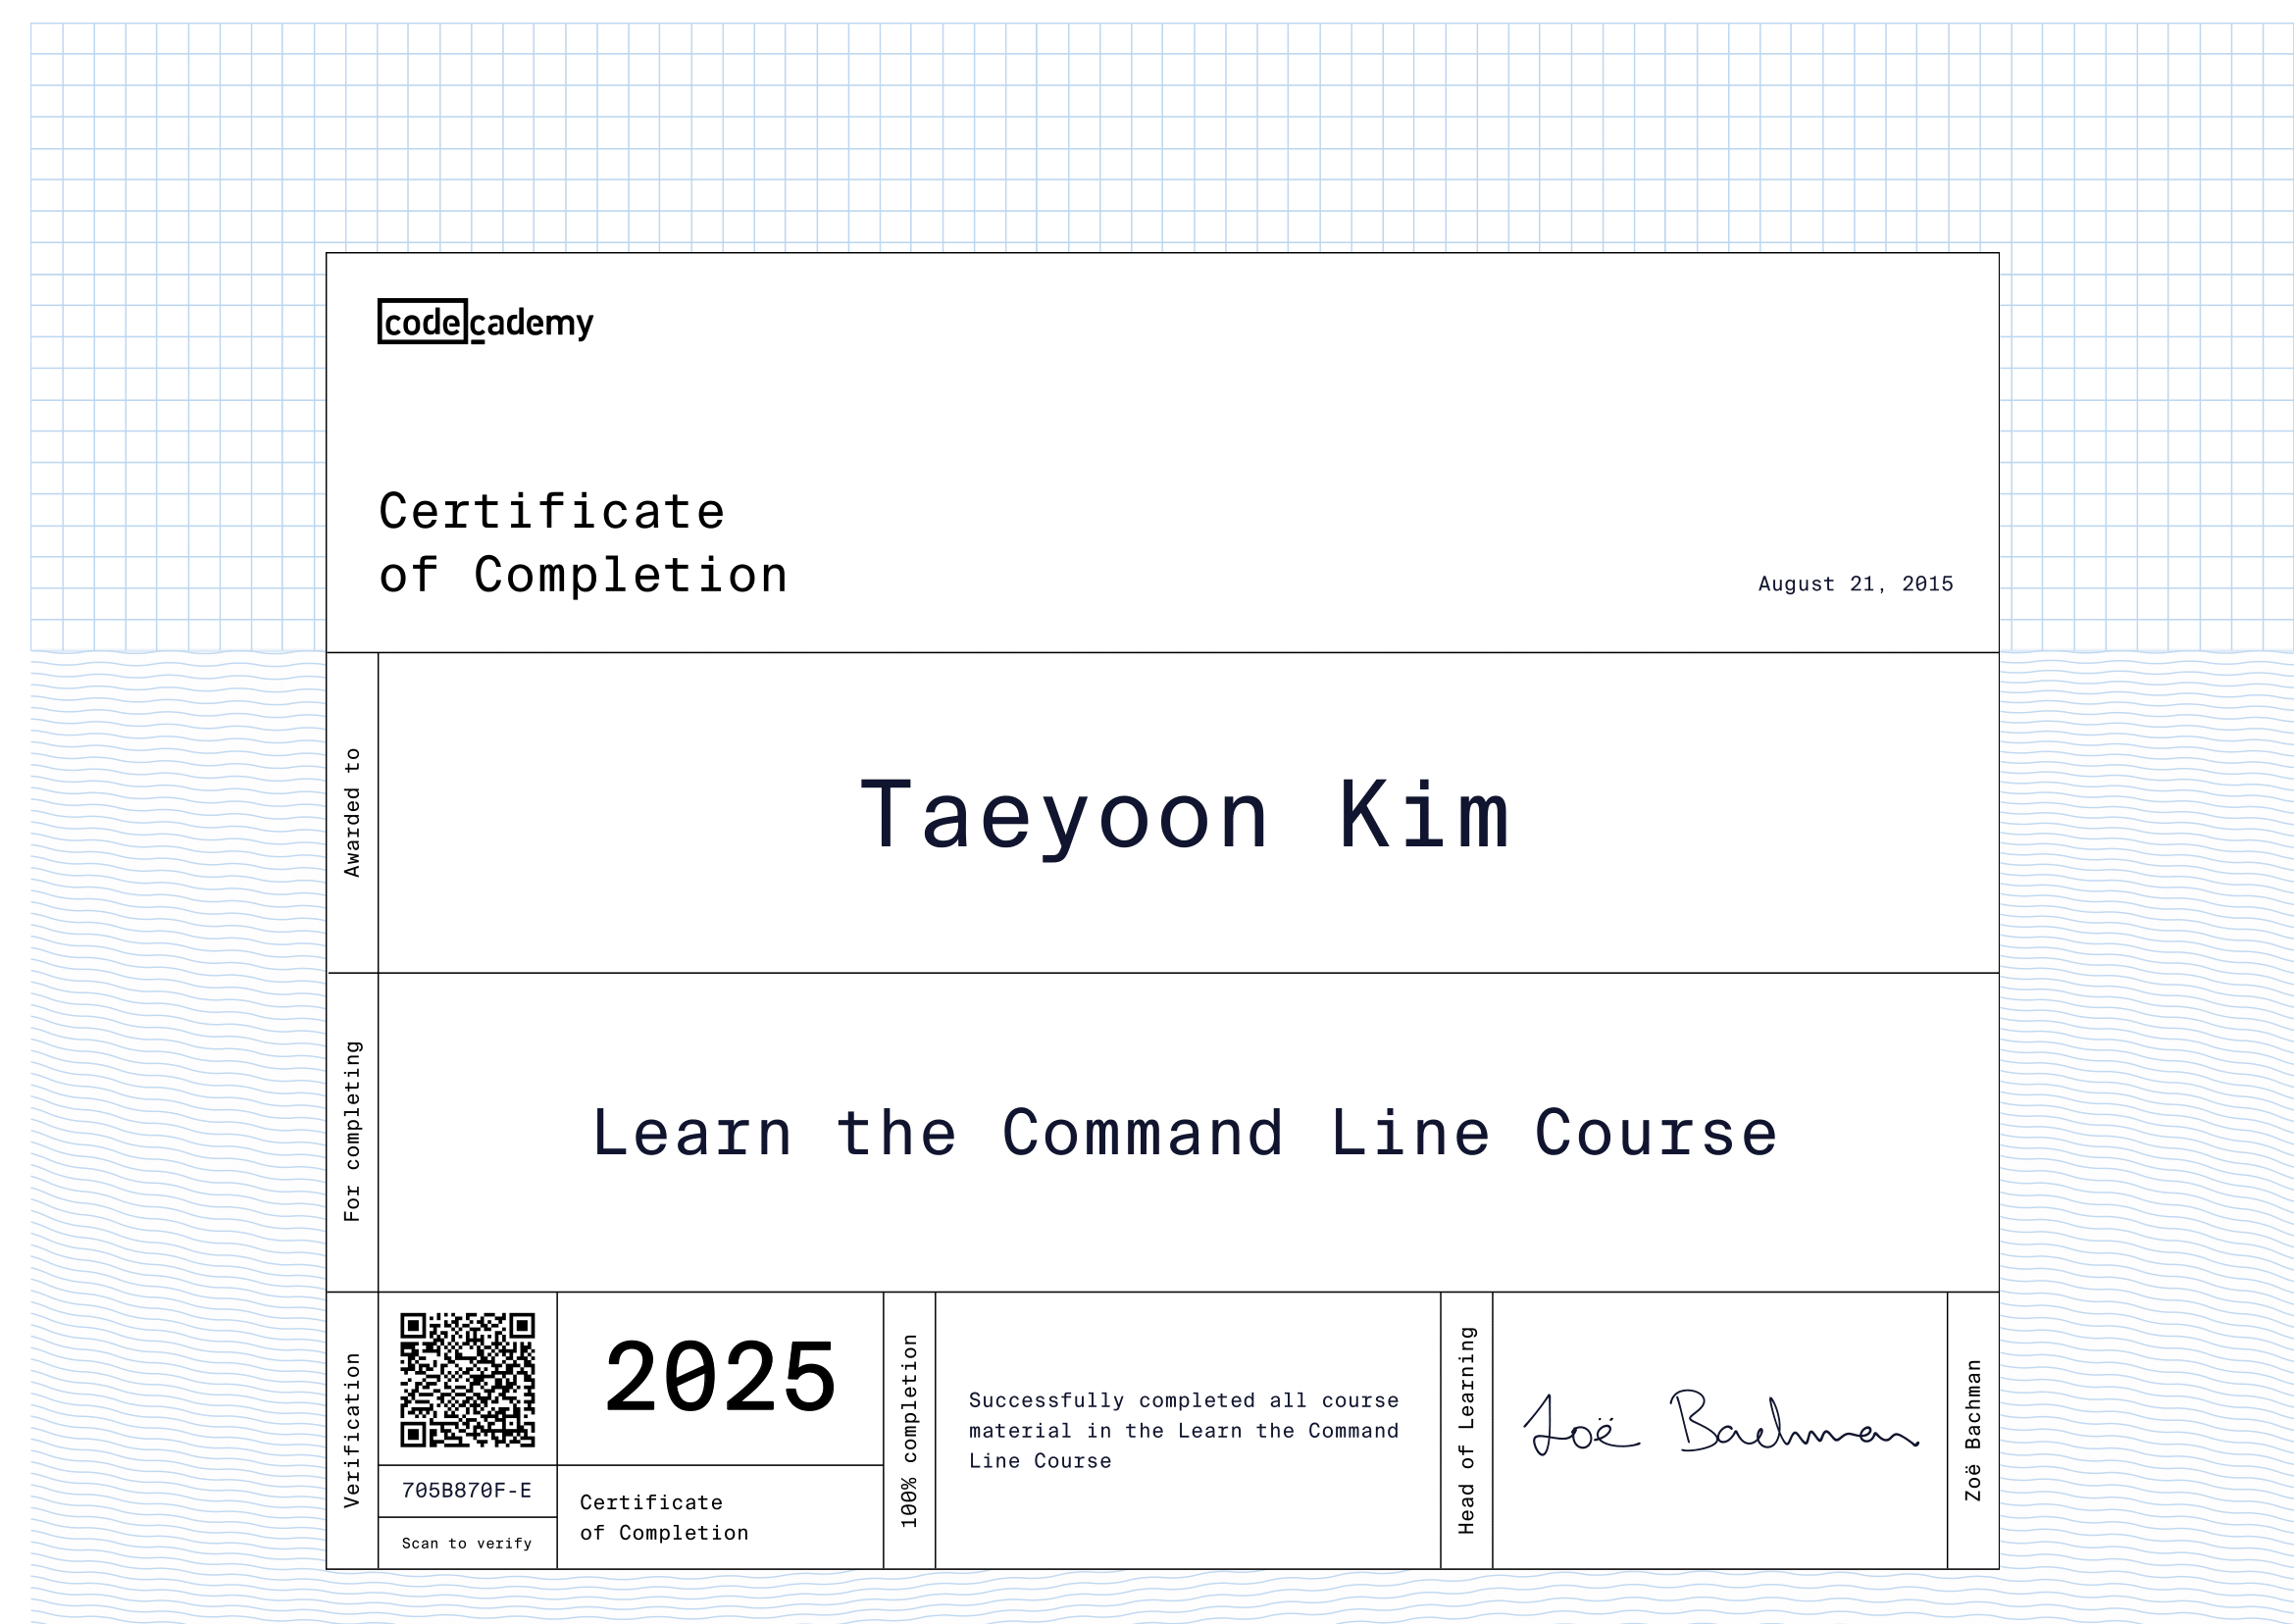 codecademy
Certificate
of Completion
August 21, 2015
Awarded to
Taeyoon Kim
For completing
Learn the Command Line Course
Verification
705B870F-E
Scan to verify
2025
Certificate
of Completion
100% completion
Successfully completed all course
material in the Learn the Command
Line Course
Head of Learning
Zoë Bachman
Zoë Bachman